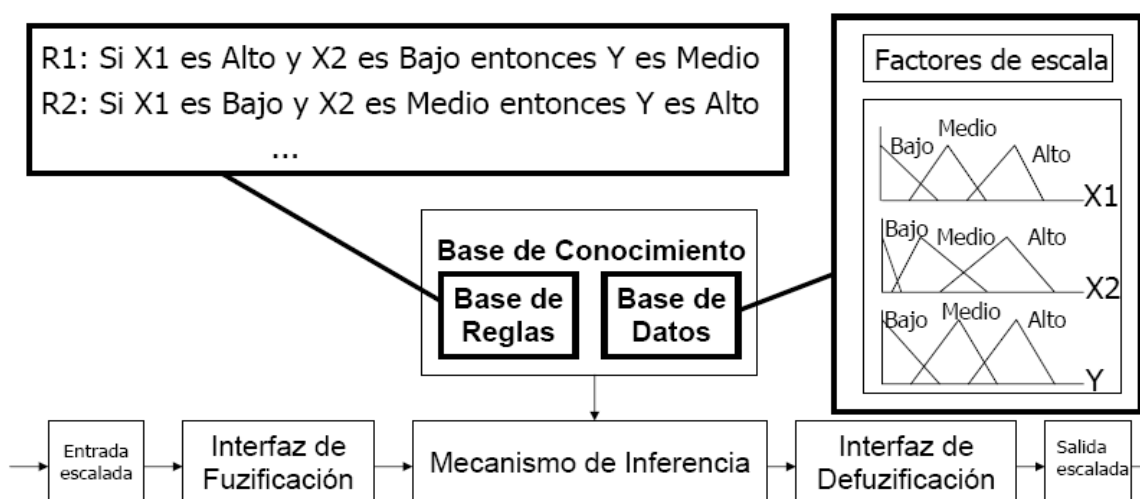 R1: Si X1 es Alto y X2 es Bajo entonces Y es Medio
R2: Si X1 es Bajo y X2 es Medio entonces Y es Alto
...
Factores de escala
Bajo
Medio
Alto
X1
Bajo
Medio
Alto
X2
Bajo
Medio
Alto
Y
Base de Conocimiento
Base de
Reglas
Base de
Datos
Entrada
escalada
Interfaz de
Fuzificación
Mecanismo de Inferencia
Interfaz de
Defuzificación
Salida
escalada